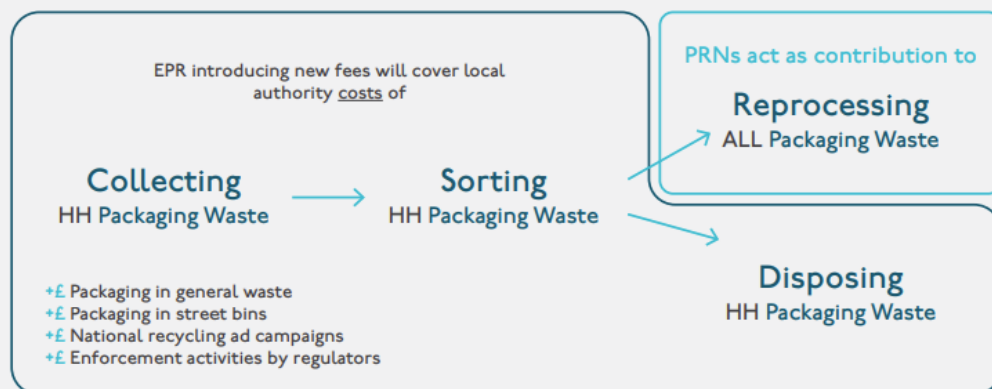 EPR introducing new fees will cover local
authority costs of
PRNs act as contribution to
Reprocessing
ALL Packaging Waste
Collecting
HH Packaging Waste
Sorting
HH Packaging Waste
Disposing
HH Packaging Waste
+£ Packaging in general waste
+£ Packaging in street bins
+£ National recycling ad campaigns
+£ Enforcement activities by regulators